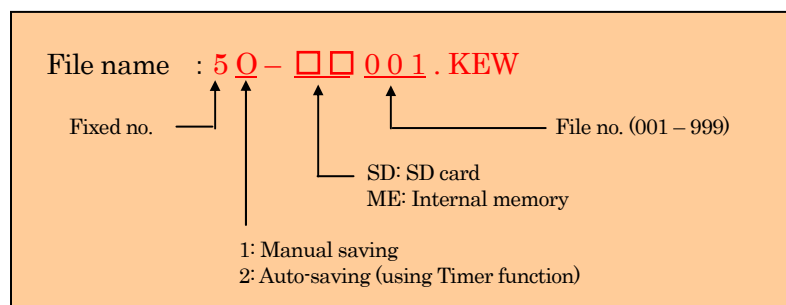 File name : 5 O – □□ 0 0 1 . KEW
Fixed no.
File no. (001 – 999)
SD: SD card
ME: Internal memory
1: Manual saving
2: Auto-saving (using Timer function)